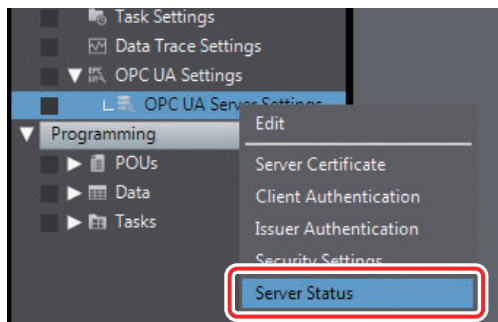 Task Settings
Data Trace Settings
OPC UA Settings
OPC UA Server Settings
Edit
Programming
POUs
Server Certificate
Data
Client Authentication
Tasks
Issuer Authentication
Security Settings
Server Status